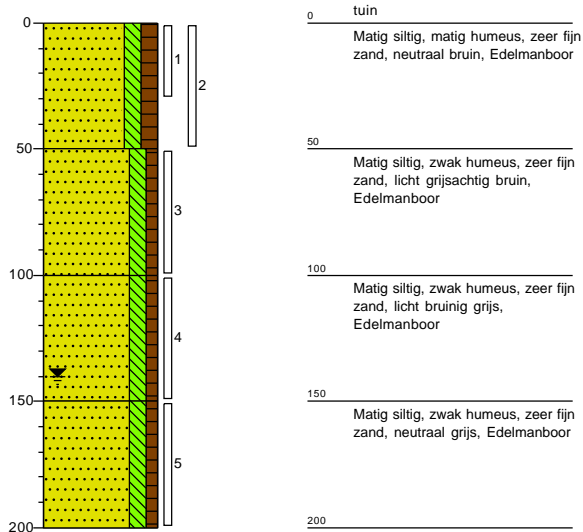 0
50
100
150
200
1
2
3
4
5
0
tuin
Matig siltig, matig humeus, zeer fijn
zand, neutraal bruin, Edelmanboor
50
Matig siltig, zwak humeus, zeer fijn
zand, licht grijsachtig bruin,
Edelmanboor
100
Matig siltig, zwak humeus, zeer fijn
zand, licht bruinig grijs,
Edelmanboor
150
Matig siltig, zwak humeus, zeer fijn
zand, neutraal grijs, Edelmanboor
200